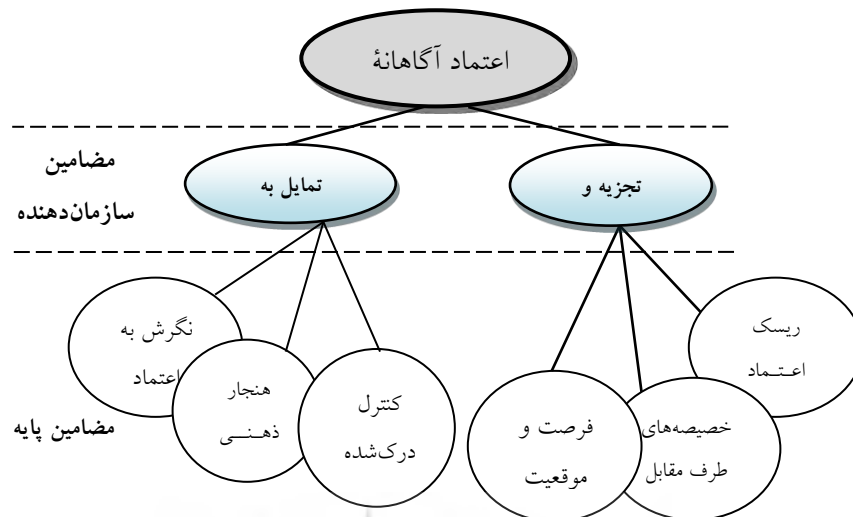 اعتماد آگاهانهٔ
مضامین
سازمان‌دهنده
تجزیه و
تمایل به
ریسک
اعـتـماد
خصیصه‌های
طرف مقابل
فرصت و
موقعیت
کنترل
درک‌شده
هنجار
ذهـنــی
نگرش به
اعتماد
مضامین پایه